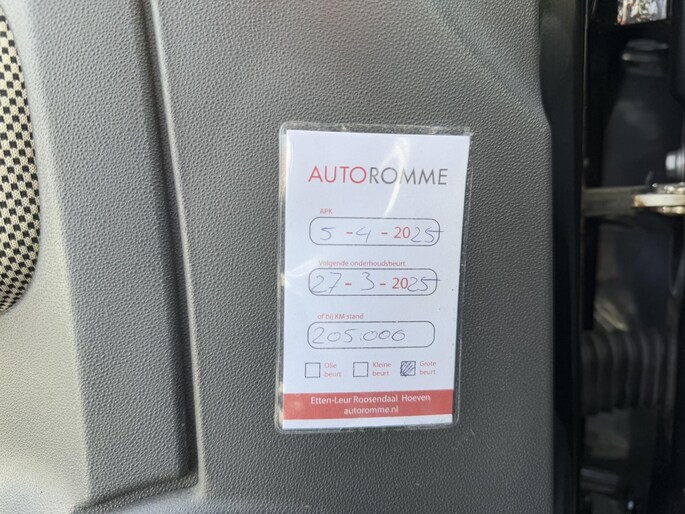 AUTOROMME
APK
5 - 4 - 2025
Volgende onderhoudsbeurt
27 - 3 - 2025
of bij KM stand
205.000
Olie beurt Kleine beurt Grote beurt
Etten-Leur Roosendaal Hoeven
autoromme.nl